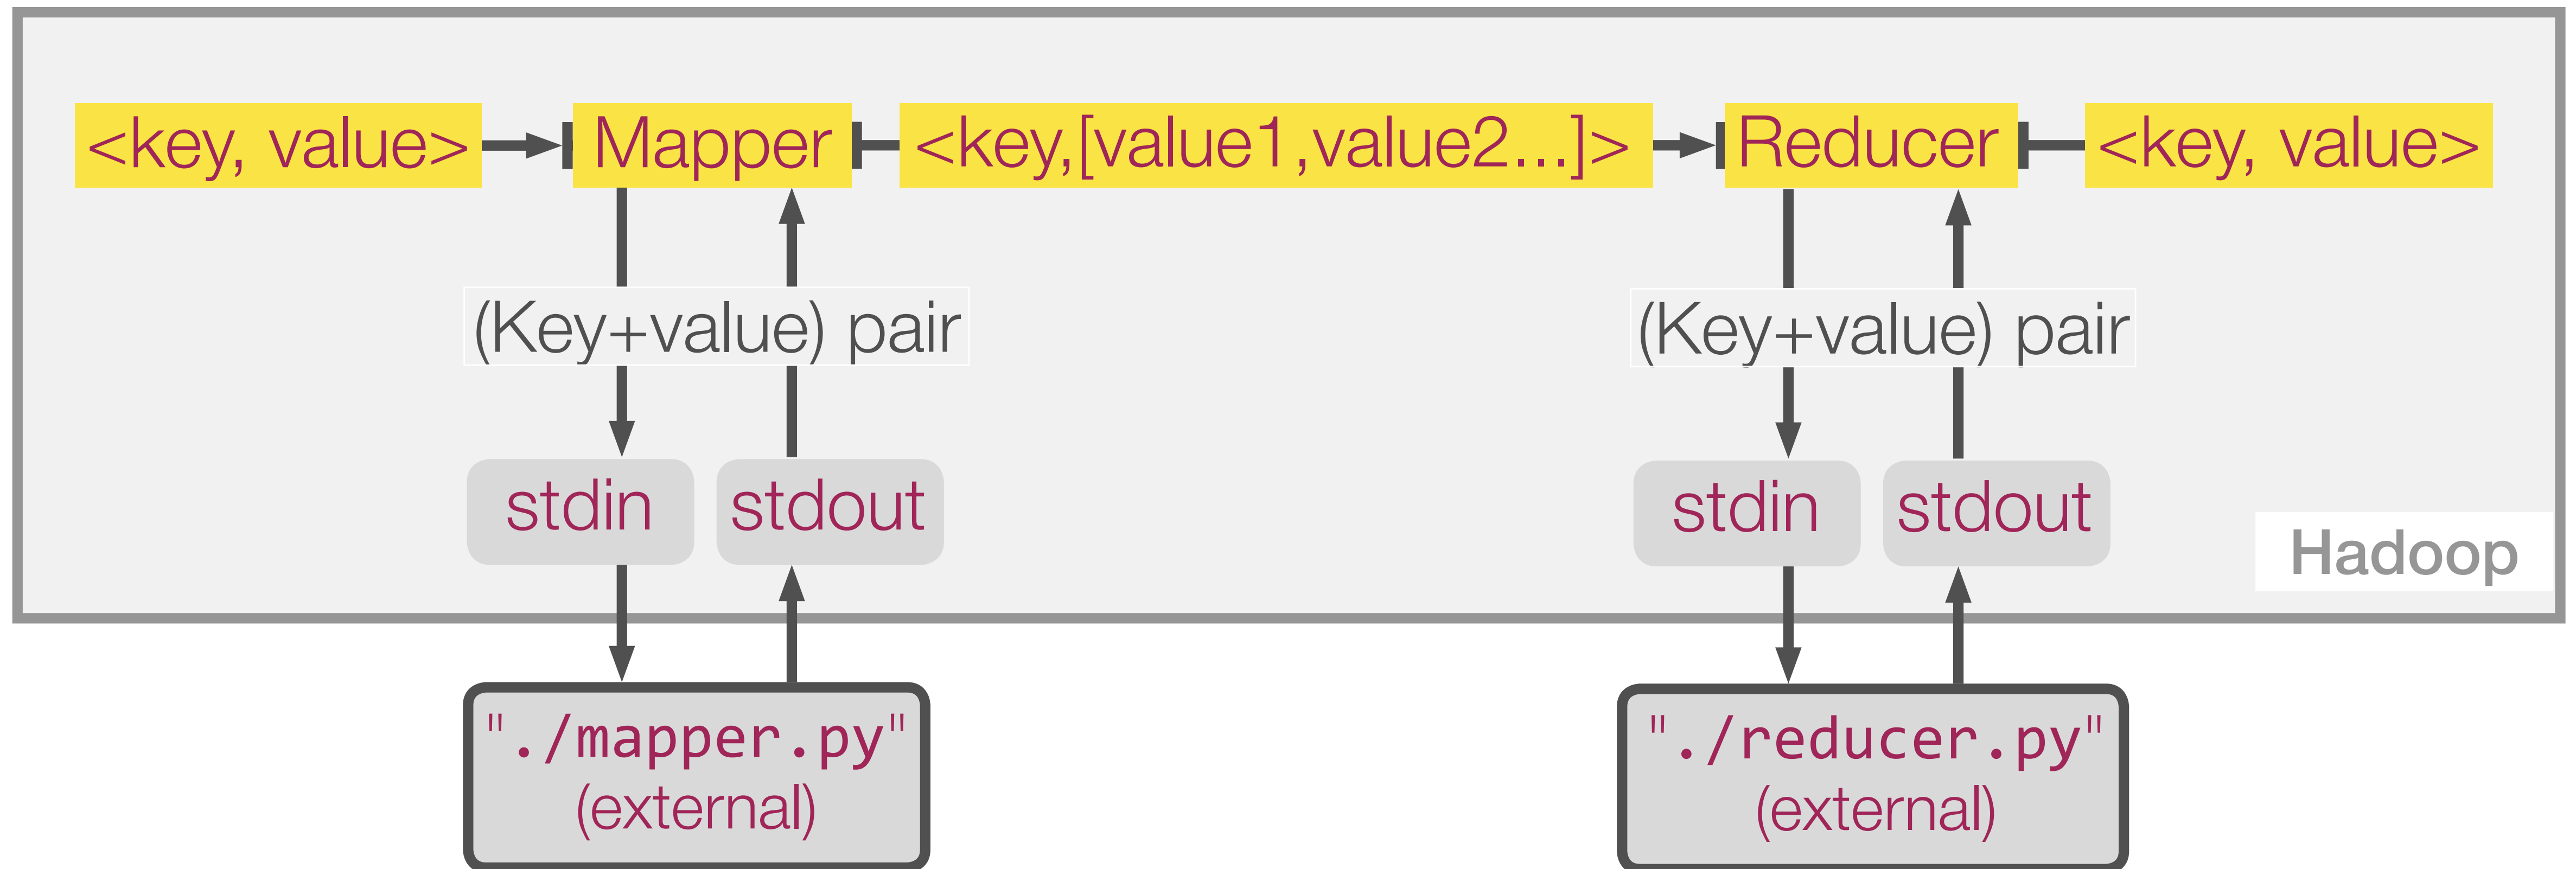 <key, value>
Mapper
<key,[value1,value2...]>
Reducer
<key, value>
(Key+value) pair
(Key+value) pair
stdin
stdout
stdin
stdout
Hadoop
"./mapper.py"
(external)
"./reducer.py"
(external)